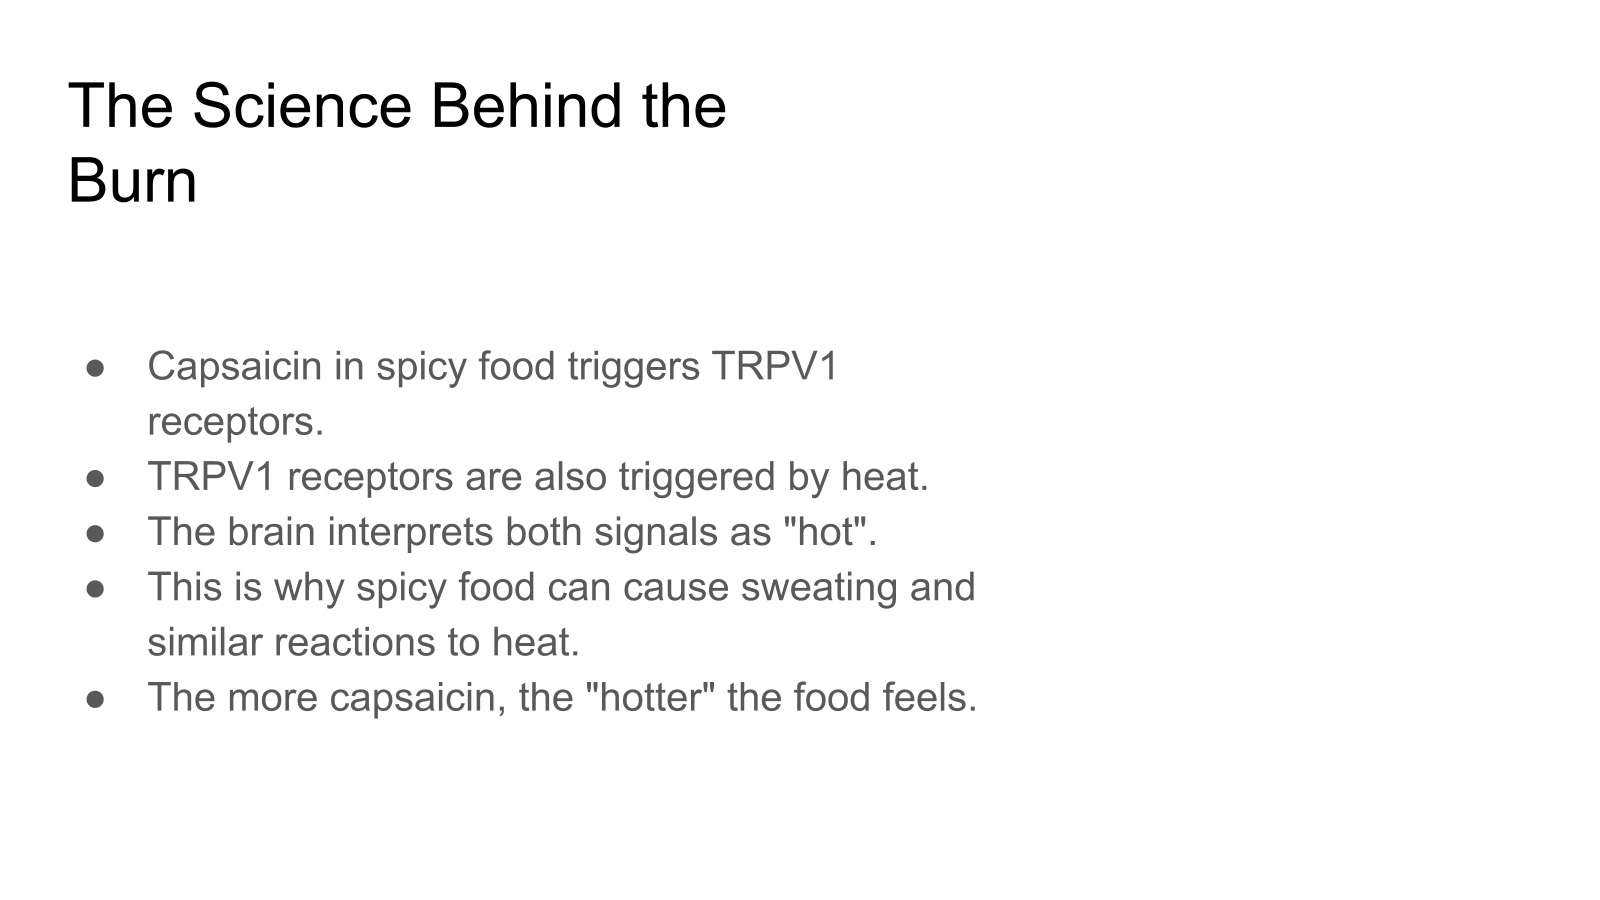 The Science Behind the
Burn
● Capsaicin in spicy food triggers TRPV1
receptors.
● TRPV1 receptors are also triggered by heat.
● The brain interprets both signals as "hot".
● This is why spicy food can cause sweating and
similar reactions to heat.
● The more capsaicin, the "hotter" the food feels.